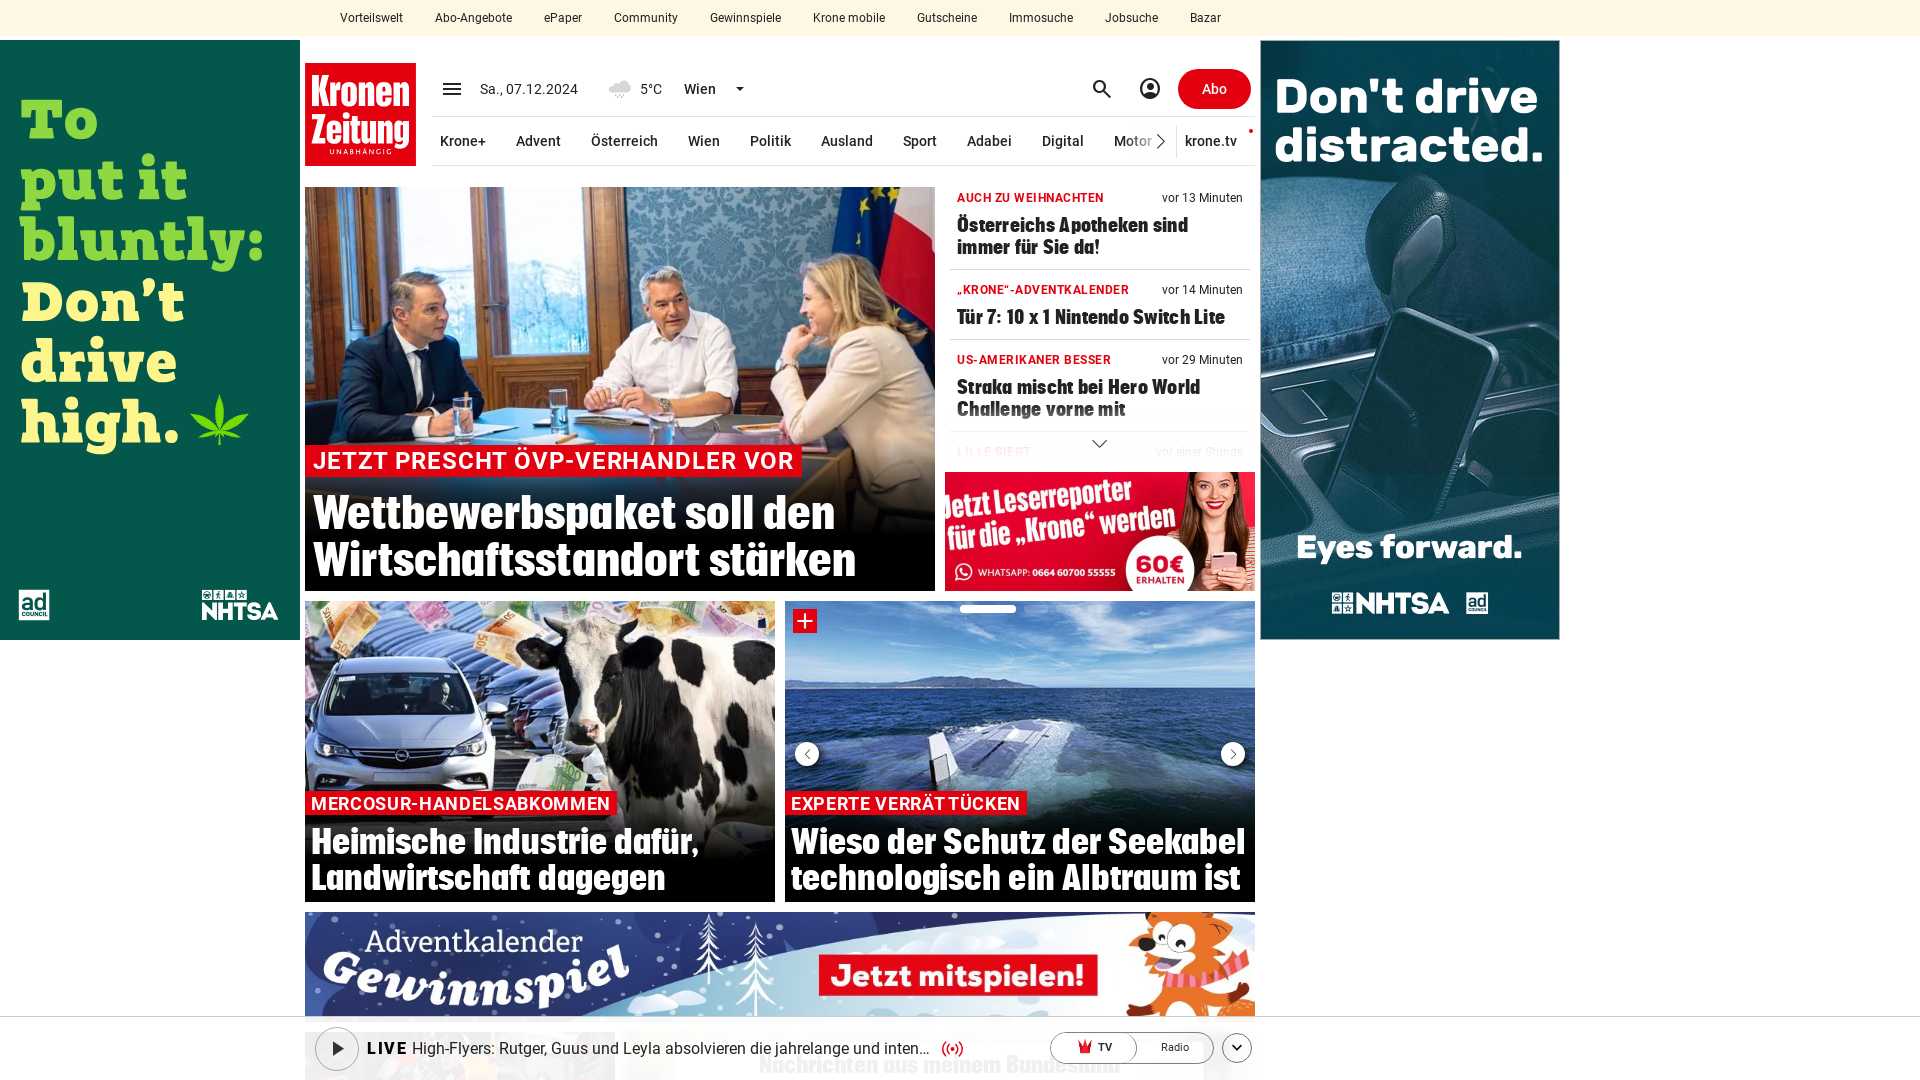 Vorteilswelt Abo-Angebote ePaper Community Gewinnspiele Krone mobile Gutscheine Immosuche Jobsuche Bazar
To
put it
bluntly:
Don't
drive
high.
ad
COUNCIL
NHTSA
Kronen
Zeitung
UNABHÄNGIG
Sa., 07.12.2024 5°C Wien
Abo
Krone+ Advent Österreich Wien Politik Ausland Sport Adabei Digital Motor krone.tv
JETZT PRESCHT ÖVP-VERHANDLER VOR
Wettbewerbspaket soll den
Wirtschaftsstandort stärken
AUCH ZU WEIHNACHTEN vor 13 Minuten
Österreichs Apotheken sind
immer für Sie da!
„KRONE“-ADVENTKALENDER vor 14 Minuten
Tür 7: 10 x 1 Nintendo Switch Lite
US-AMERIKANER BESSER vor 29 Minuten
Straka mischt bei Hero World
Challenge vorne mit
LILLE SIEGT vor einer Stunde
Jetzt Leserreporter
für die „Krone“ werden
WHATSAPP: 0664 60700 55555
60€
ERHALTEN
MERCOSUR-HANDELSABKOMMEN
Heimische Industrie dafür,
Landwirtschaft dagegen
EXPERTE VERRÄT TÜCKEN
Wieso der Schutz der Seekabel
technologisch ein Albtraum ist
Adventkalender
Gewinnspiel
Jetzt mitspielen!
LIVE High-Flyers: Rutger, Guus und Leyla absolvieren die jahrelange und inten...
TV Radio
Nachrichten aus meinem Bundesland
Don't drive
distracted.
Eyes forward.
NHTSA
ad
COUNCIL